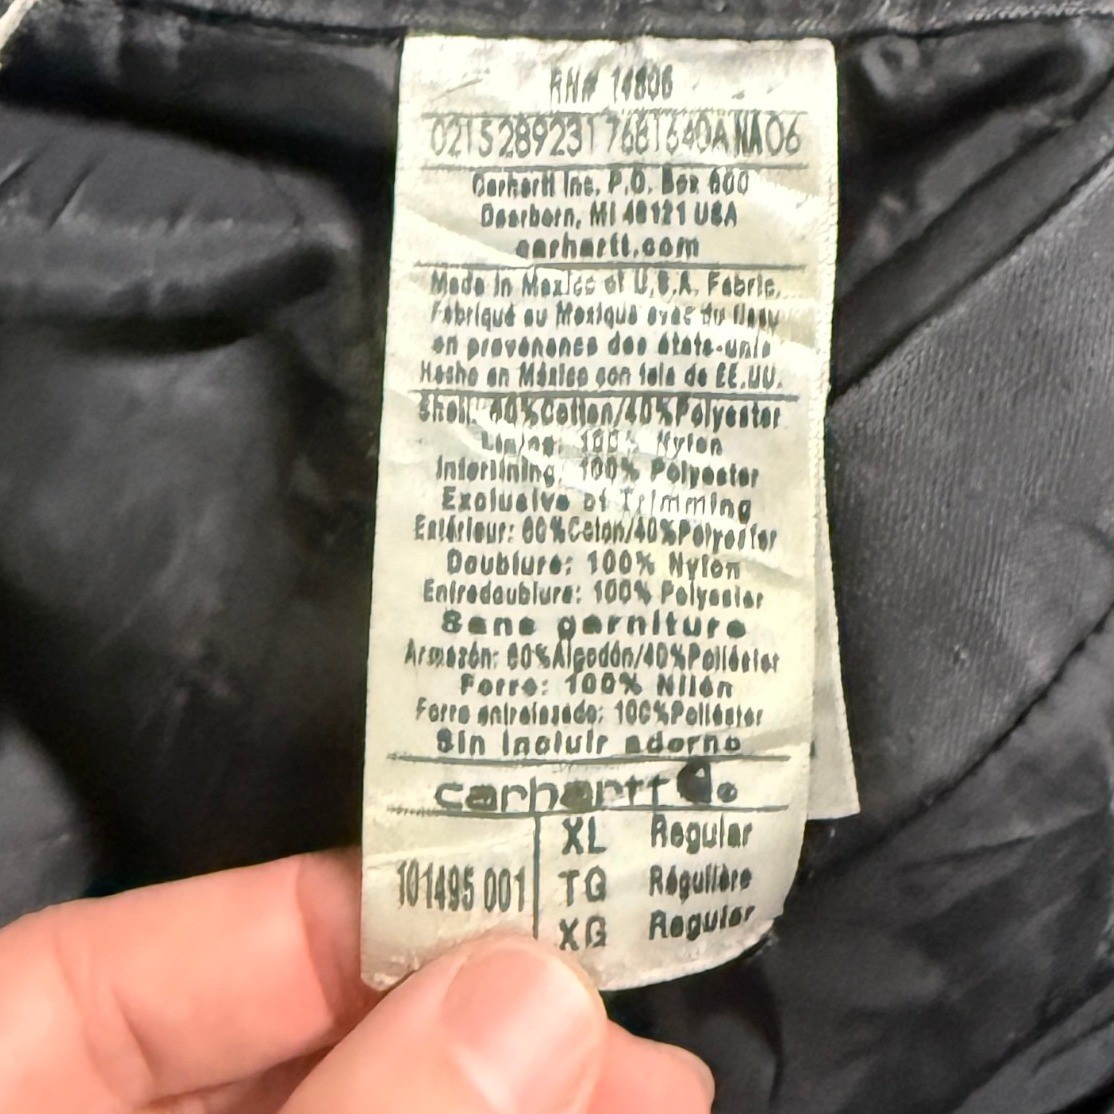 RN# 14806
0215289231768164OANA06
Carhartt Inc. P.O. Box 600
Dearborn, MI 48121 USA
carhartt.com
Made in Mexico of U.S.A. Fabric.
Fabriqué au Mexique avec du tissu
en provenance des états-unis
Hecho en México con tela de EE.UU.
Shell: 60%Cotton/40%Polyester
Lining: 100% Nylon
Interlining: 100% Polyester
Exclusive of Trimming
Extérieur: 60%Coton/40%Polyester
Doublure: 100% Nylon
Entredoublure: 100% Polyester
Sans garniture
Armazón: 60%Algodón/40%Poliéster
Forro: 100% Nilón
Forro entrelazado: 100%Poliéster
Sin incluir adorno
carhartt
XL Regular
101495 001 TG Régulière
XG Regular